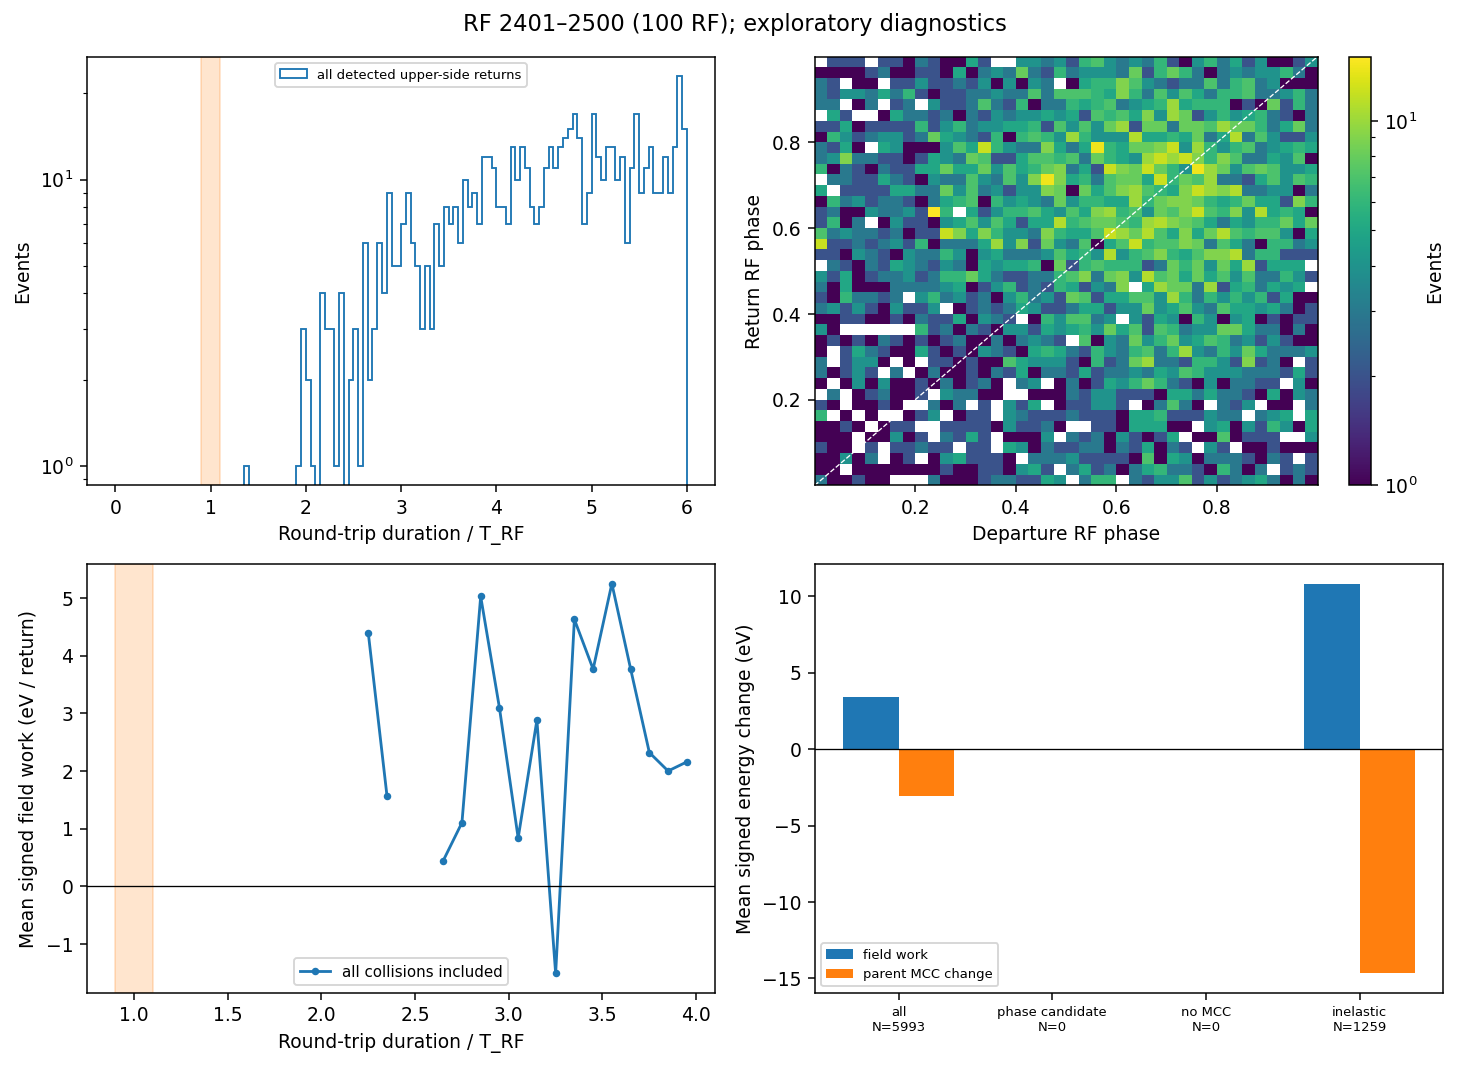 RF 2401–2500 (100 RF); exploratory diagnostics
all detected upper-side returns
Events
10^1
10^0
0 1 2 3 4 5 6
Round-trip duration / T_RF
Return RF phase
0.8
0.6
0.4
0.2
0.2 0.4 0.6 0.8
Departure RF phase
10^1
10^0
Events
Mean signed field work (eV / return)
5
4
3
2
1
0
−1
all collisions included
1.0 1.5 2.0 2.5 3.0 3.5 4.0
Round-trip duration / T_RF
Mean signed energy change (eV)
10
5
0
−5
−10
−15
field work
parent MCC change
all
N=5993
phase candidate
N=0
no MCC
N=0
inelastic
N=1259